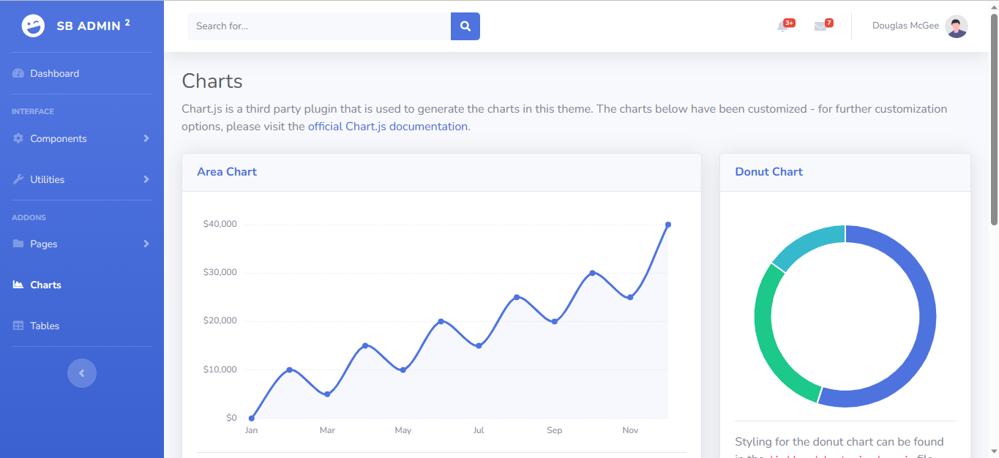 SB ADMIN 2
Search for...
3+
7
Douglas McGee
Dashboard
INTERFACE
Components
Utilities
ADDONS
Pages
Charts
Tables
Charts
Chart.js is a third party plugin that is used to generate the charts in this theme. The charts below have been customized - for further customization
options, please visit the official Chart.js documentation.
Area Chart
$40,000
$30,000
$20,000
$10,000
$0
Jan Mar May Jul Sep Nov
Donut Chart
Styling for the donut chart can be found
in the file